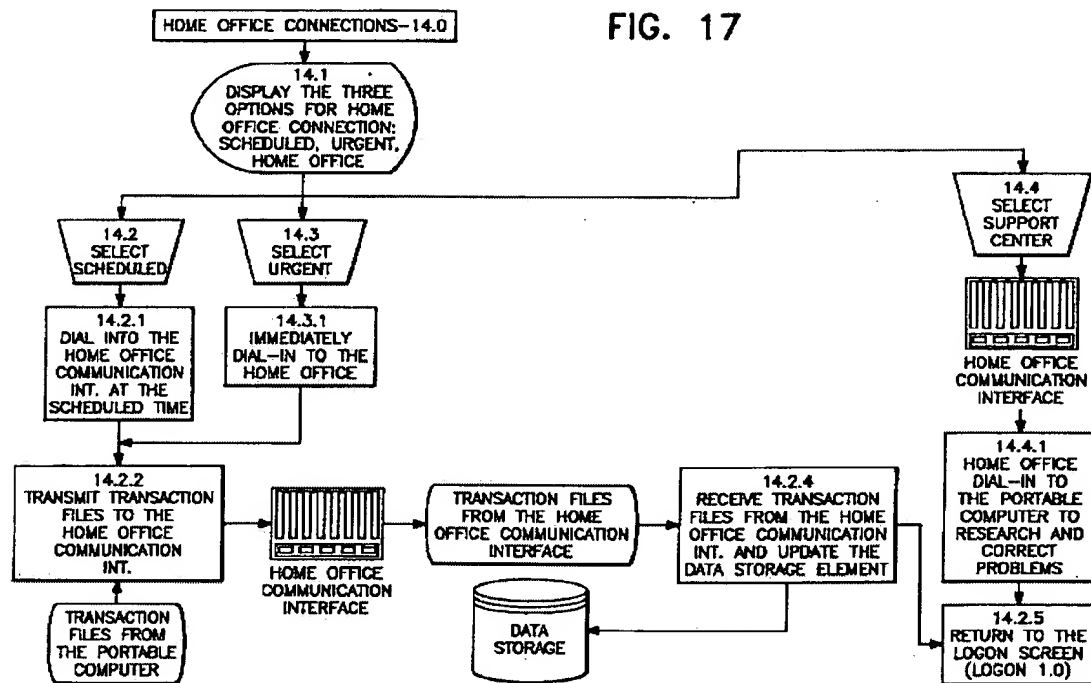 FIG. 17
HOME OFFICE CONNECTIONS-14.0
14.1
DISPLAY THE THREE
OPTIONS FOR HOME
OFFICE CONNECTION:
SCHEDULED, URGENT,
HOME OFFICE
14.2
SELECT
SCHEDULED
14.3
SELECT
URGENT
14.4
SELECT
SUPPORT
CENTER
14.2.1
DIAL INTO THE
HOME OFFICE
COMMUNICATION
INT. AT THE
SCHEDULED TIME
14.3.1
IMMEDIATELY
DIAL-IN TO THE
HOME OFFICE
HOME OFFICE
COMMUNICATION
INTERFACE
14.2.2
TRANSMIT TRANSACTION
FILES TO THE
HOME OFFICE
COMMUNICATION
INT.
HOME OFFICE
COMMUNICATION
INTERFACE
TRANSACTION FILES
FROM THE HOME
OFFICE COMMUNICATION
INTERFACE
14.2.4
RECEIVE TRANSACTION
FILES FROM THE HOME
OFFICE COMMUNICATION
INT. AND UPDATE THE
DATA STORAGE ELEMENT
14.4.1
HOME OFFICE
DIAL-IN TO
THE PORTABLE
COMPUTER TO
RESEARCH AND
CORRECT
PROBLEMS
TRANSACTION
FILES FROM
THE PORTABLE
COMPUTER
DATA
STORAGE
14.2.5
RETURN TO THE
LOGON SCREEN
(LOGON 1.0)